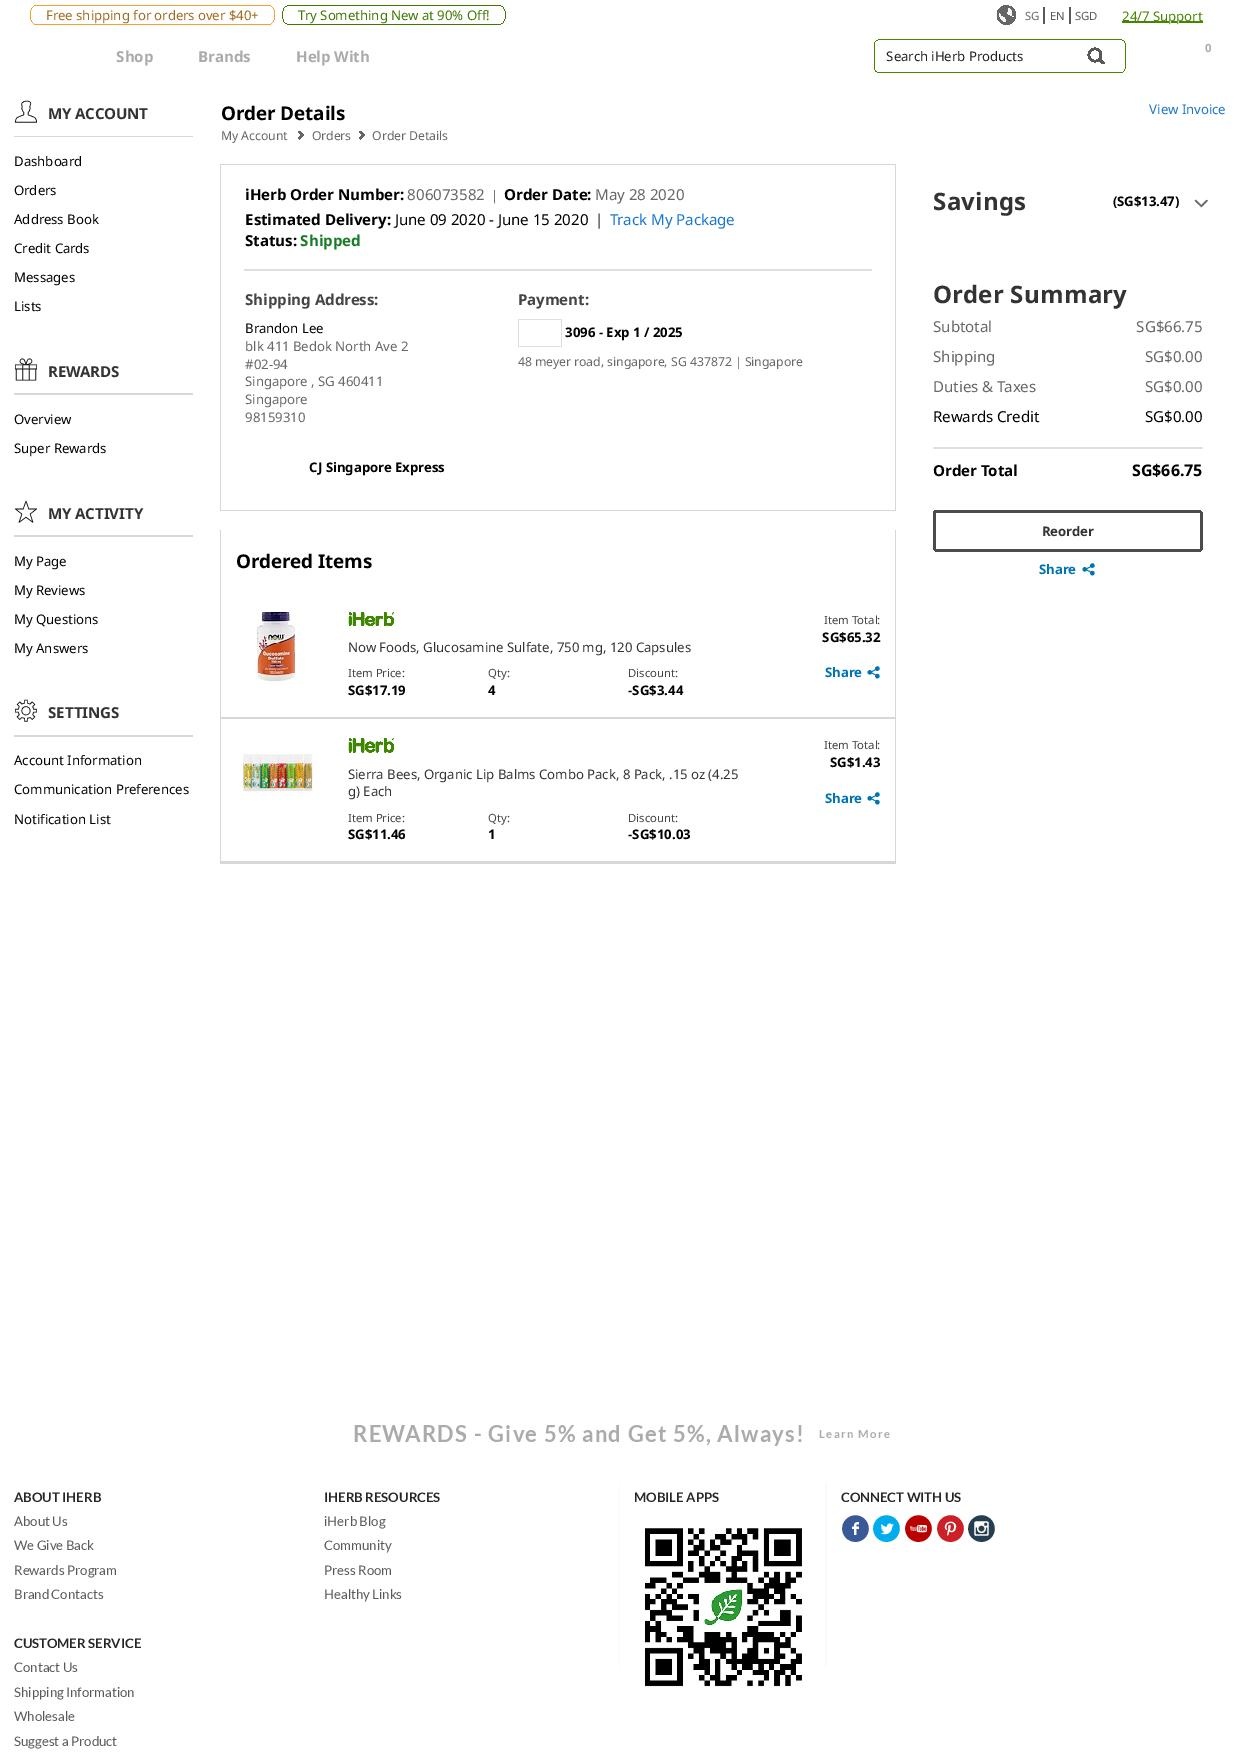 Free shipping for orders over $40+ Try Something New at 90% Off! SG EN SGD 24/7 Support
Shop Brands Help With Search iHerb Products 0
MY ACCOUNT
Dashboard
Orders
Address Book
Credit Cards
Messages
Lists
REWARDS
Overview
Super Rewards
MY ACTIVITY
My Page
My Reviews
My Questions
My Answers
SETTINGS
Account Information
Communication Preferences
Notification List
Order Details
View Invoice
My Account Orders Order Details
iHerb Order Number: 806073582 | Order Date: May 28 2020
Estimated Delivery: June 09 2020 - June 15 2020 | Track My Package
Status: Shipped
Shipping Address:
Brandon Lee
blk 411 Bedok North Ave 2
#02-94
Singapore , SG 460411
Singapore
98159310
CJ Singapore Express
Payment:
3096 - Exp 1 / 2025
48 meyer road, singapore, SG 437872 | Singapore
Savings (SG$13.47)
Order Summary
Subtotal SG$66.75
Shipping SG$0.00
Duties & Taxes SG$0.00
Rewards Credit SG$0.00
Order Total SG$66.75
Reorder
Share
Ordered Items
iHerb
Now Foods, Glucosamine Sulfate, 750 mg, 120 Capsules
Item Price: Qty: Discount:
SG$17.19 4 -SG$3.44
Item Total:
SG$65.32
Share
now
Glucosamine
iHerb
Sierra Bees, Organic Lip Balms Combo Pack, 8 Pack, .15 oz (4.25
g) Each
Item Price: Qty: Discount:
SG$11.46 1 -SG$10.03
Item Total:
SG$1.43
Share
REWARDS - Give 5% and Get 5%, Always! Learn More
ABOUT IHERB
About Us
We Give Back
Rewards Program
Brand Contacts
CUSTOMER SERVICE
Contact Us
Shipping Information
Wholesale
Suggest a Product
IHERB RESOURCES
iHerb Blog
Community
Press Room
Healthy Links
MOBILE APPS
CONNECT WITH US